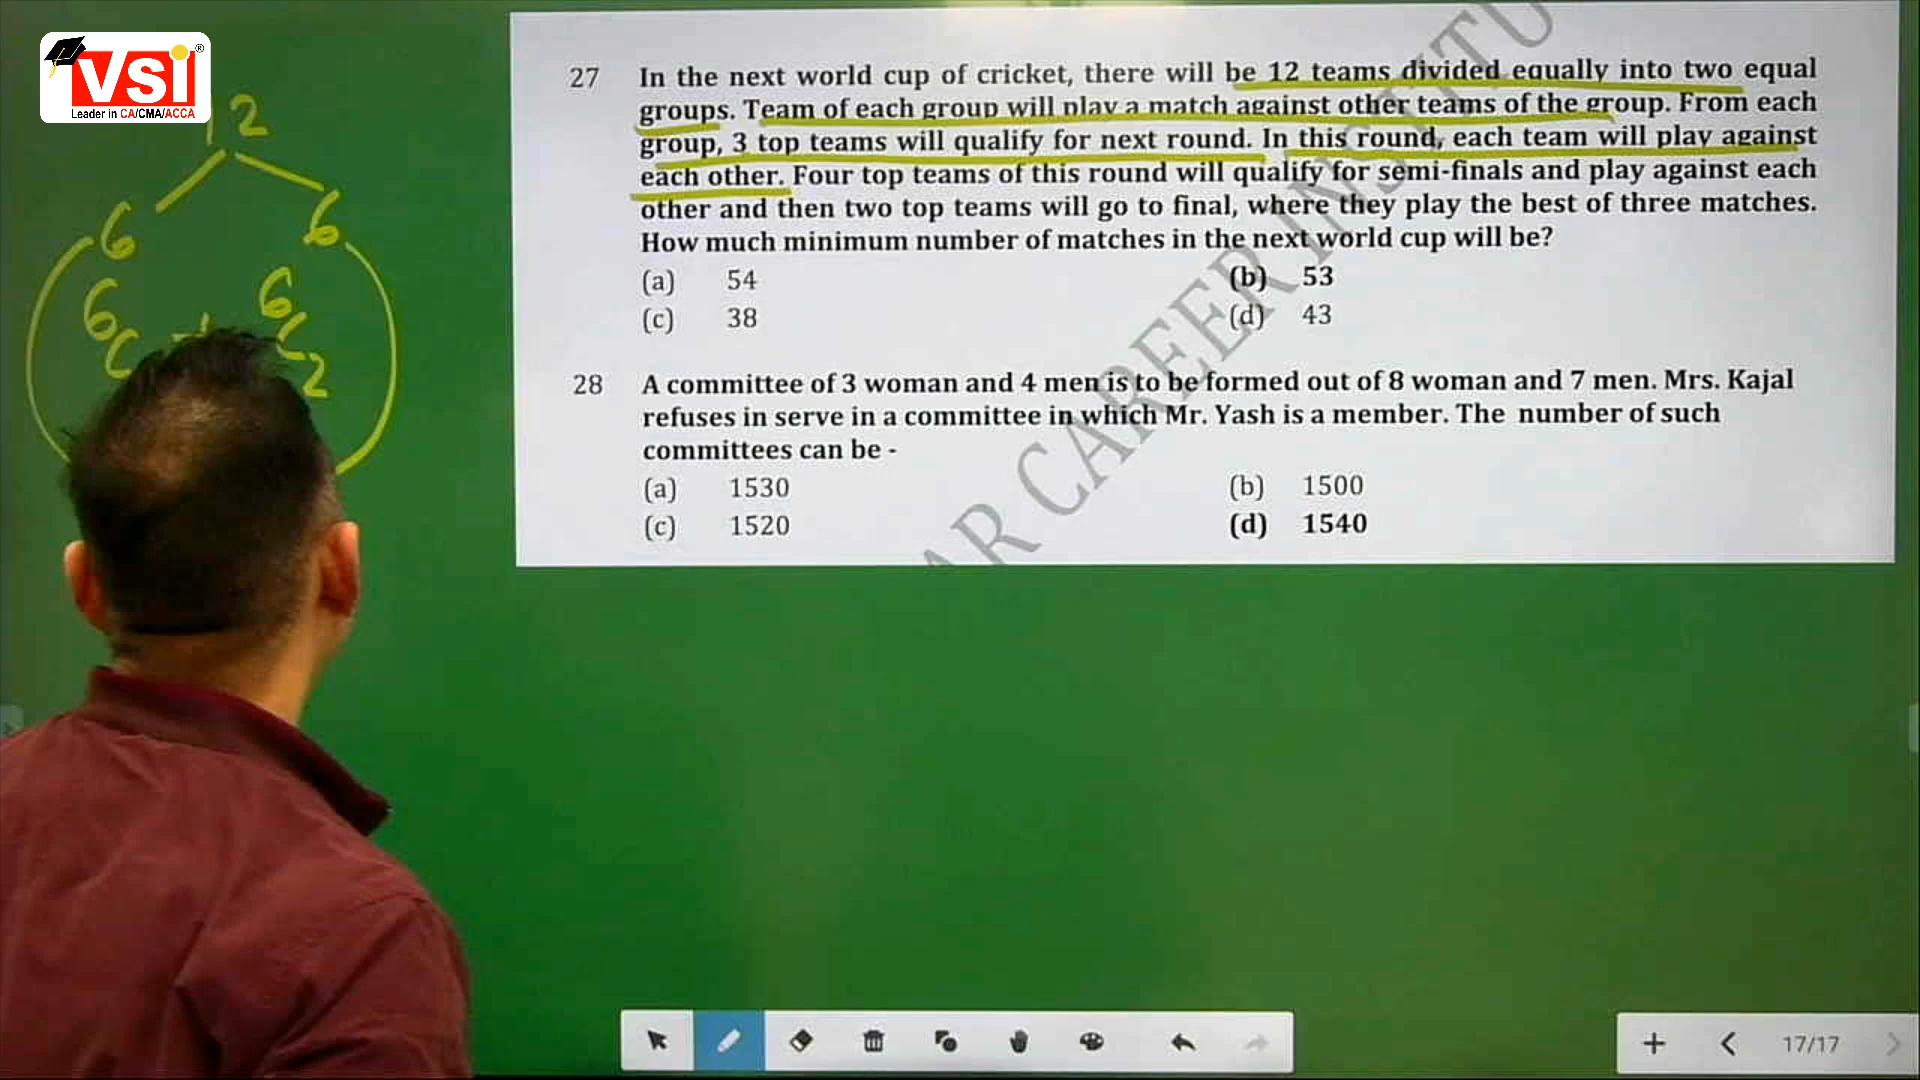 VSI®
Leader in CA/CMA/ACCA
12
6 6
6C + 6C2
27 In the next world cup of cricket, there will be 12 teams divided equally into two equal
groups. Team of each group will play a match against other teams of the group. From each
group, 3 top teams will qualify for next round. In this round, each team will play against
each other. Four top teams of this round will qualify for semi-finals and play against each
other and then two top teams will go to final, where they play the best of three matches.
How much minimum number of matches in the next world cup will be?
(a) 54 (b) 53
(c) 38 (d) 43
28 A committee of 3 woman and 4 men is to be formed out of 8 woman and 7 men. Mrs. Kajal
refuses in serve in a committee in which Mr. Yash is a member. The number of such
committees can be -
(a) 1530 (b) 1500
(c) 1520 (d) 1540
AR CAREER INSTITU
17/17